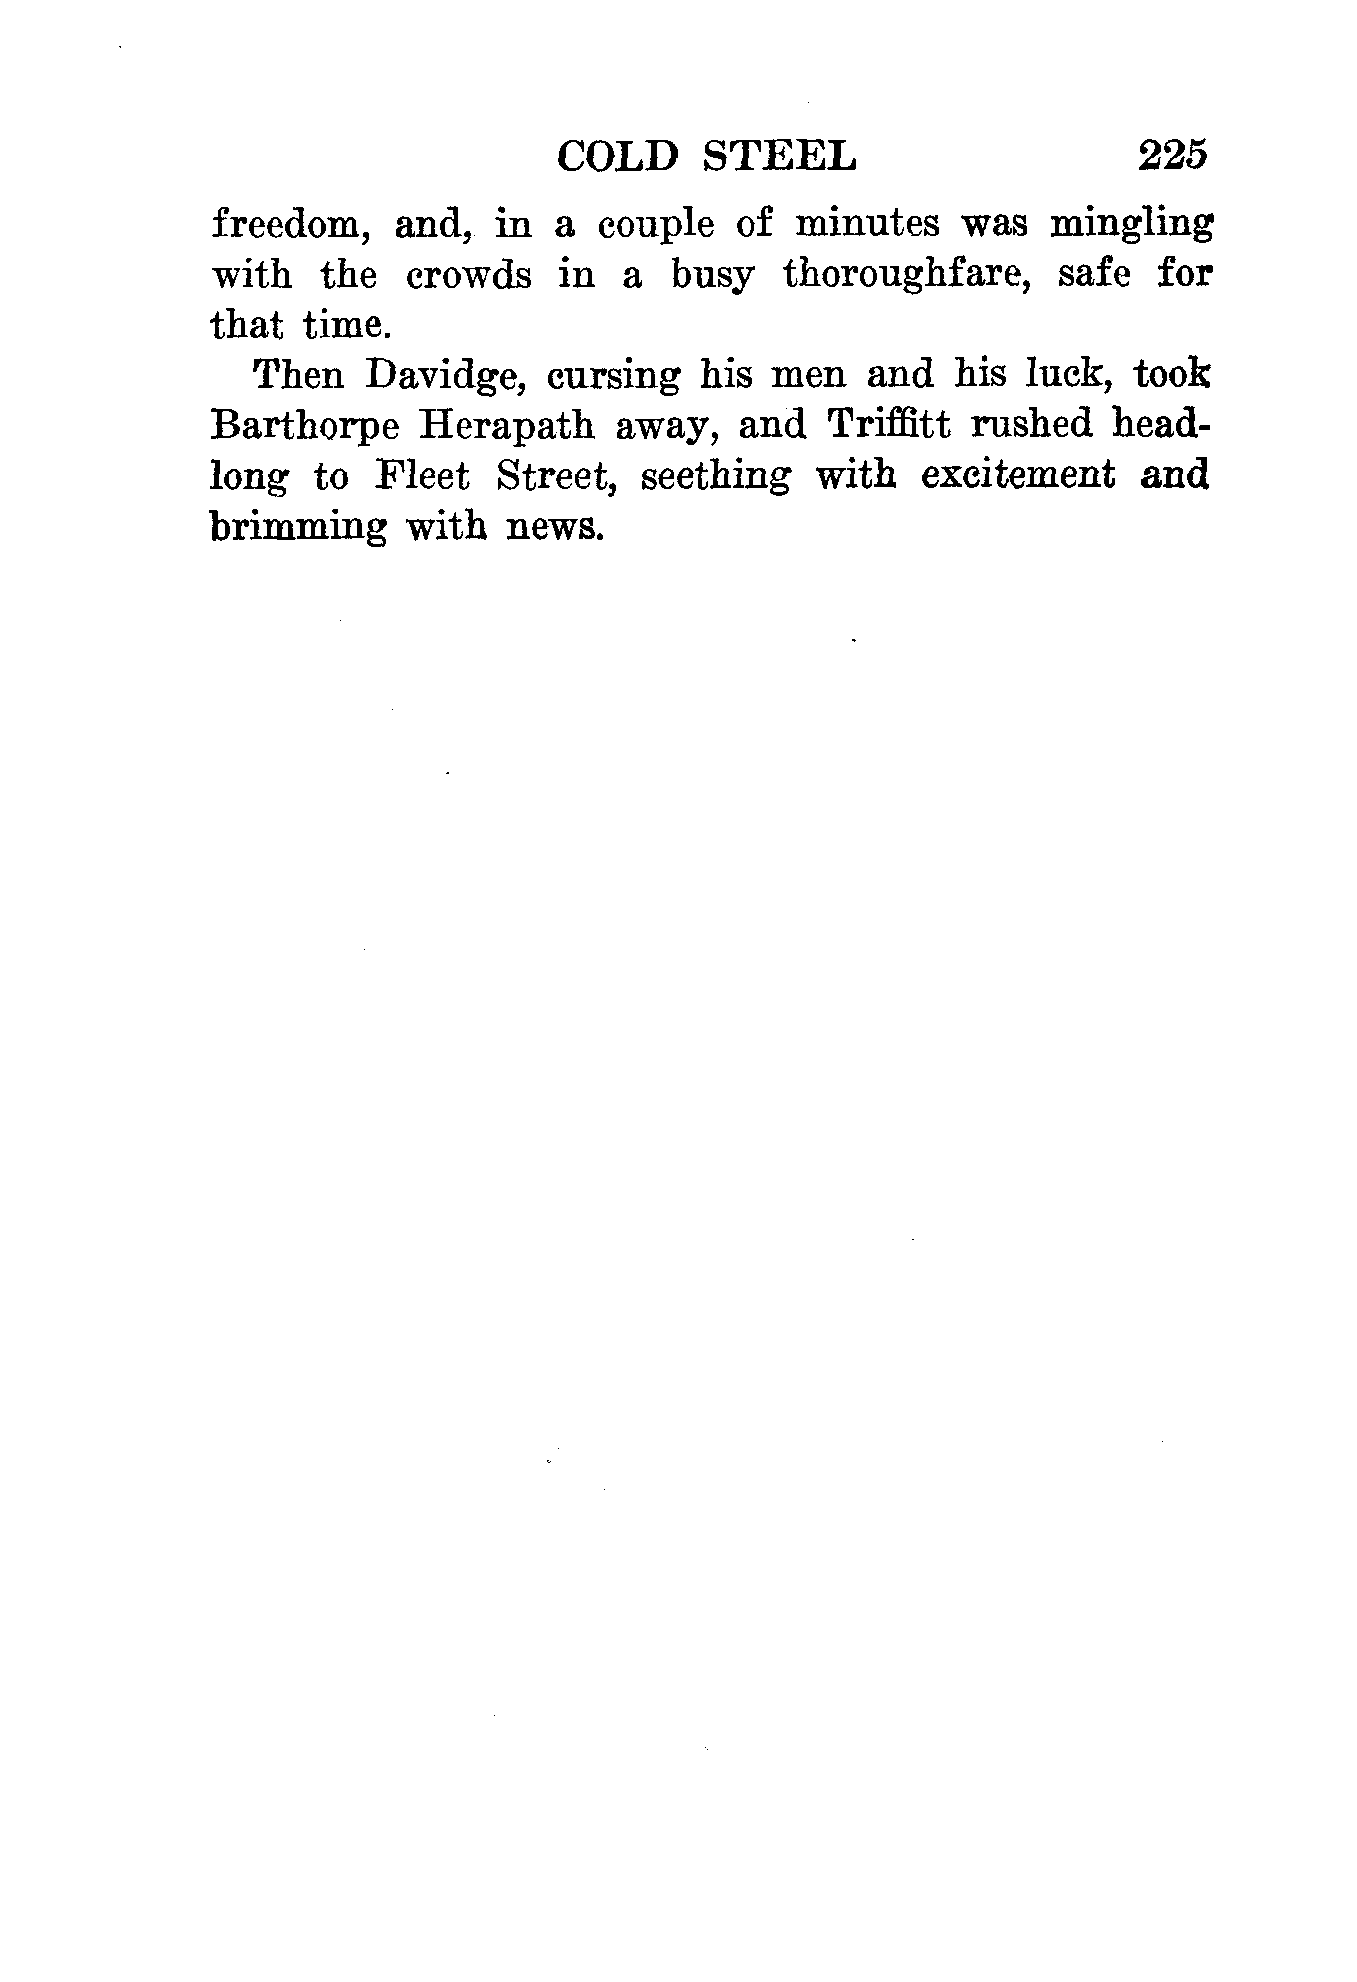 COLD STEEL 225
freedom, and, in a couple of minutes was mingling
with the crowds in a busy thoroughfare, safe for
that time.
Then Davidge, cursing his men and his luck, took
Barthorpe Herapath away, and Triffitt rushed head-
long to Fleet Street, seething with excitement and
brimming with news.